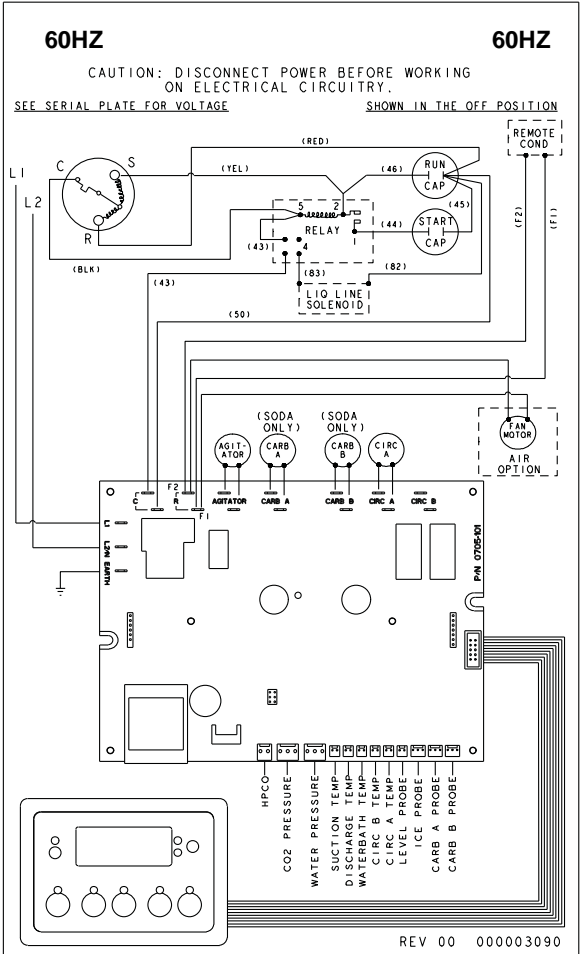 60HZ 60HZ
CAUTION: DISCONNECT POWER BEFORE WORKING
ON ELECTRICAL CIRCUITRY.
SEE SERIAL PLATE FOR VOLTAGE SHOWN IN THE OFF POSITION
REMOTE
COND
(RED)
L1
C
S
(YEL)
(46)
RUN
CAP
L2
(45)
(F2)
(F1)
5
2
R
RELAY
(44)
START
CAP
(43)
4
1
(BLK)
(43)
(83)
(82)
LIQ LINE
SOLENOID
(50)
(SODA
ONLY)
(SODA
ONLY)
FAN
MOTOR
AGIT-
ATOR
CARB
A
CARB
B
CIRC
A
AIR
OPTION
F2
C
R
AGITATOR
CARB A
CARB B
CIRC A
CIRC B
F1
L1
L2/N
EARTH
P/N 0705-101
HPCO
CO2 PRESSURE
WATER PRESSURE
SUCTION TEMP
DISCHARGE TEMP
WATERBATH TEMP
CIRC B TEMP
CIRC A TEMP
LEVEL PROBE
ICE PROBE
CARB A PROBE
CARB B PROBE
REV 00 000003090